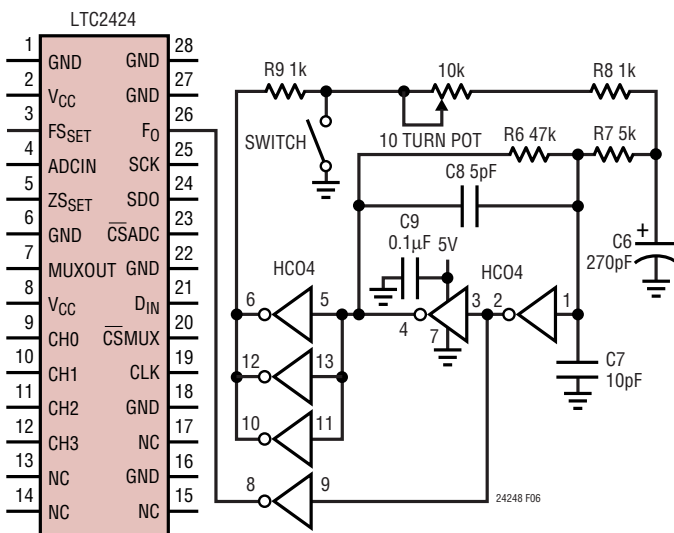 LTC2424
1 GND
2 VCC
3 FSSET
4 ADCIN
5 ZSSET
6 GND
7 MUXOUT
8 VCC
9 CH0
10 CH1
11 CH2
12 CH3
13 NC
14 NC
GND 28
GND 27
FO 26
SCK 25
SDO 24
CSADC 23
GND 22
DIN 21
CSMUX 20
CLK 19
GND 18
NC 17
GND 16
NC 15
R9 1k
10k
R8 1k
SWITCH
10 TURN POT
R6 47k
R7 5k
C8 5pF
C9
0.1µF
5V
+
C6
270pF
HC04
HC04
6
5
4
3
2
1
7
12
13
C7
10pF
10
11
8
9
24248 F06